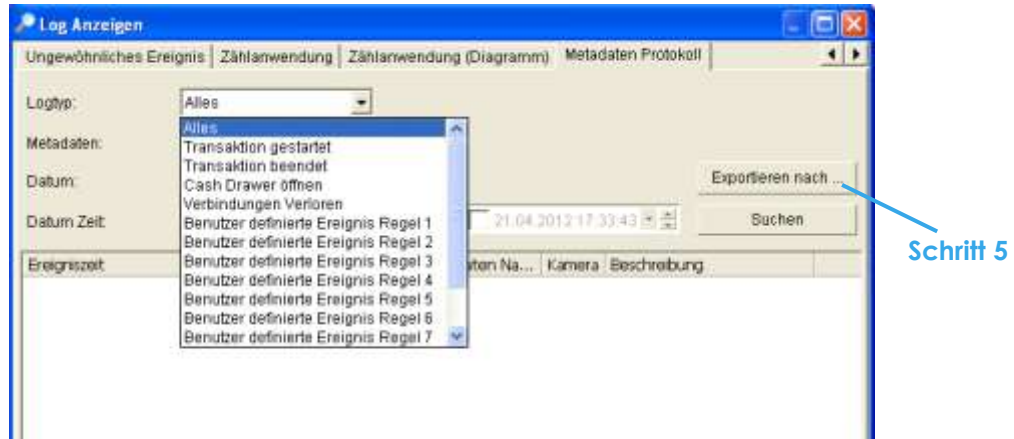 Log Anzeigen
Ungewöhnliches Ereignis Zählanwendung Zählanwendung (Diagramm) Metadaten Protokoll
Logtyp: Alles
Alles
Metadaten:
Transaktion gestartet
Transaktion beendet
Datum:
Cash Drawer öffnen
Exportieren nach ...
Verbindungen Verloren
Datum Zeit:
Benutzer definierte Ereignis Regel 1
21.04.2012 17:33:43
Suchen
Benutzer definierte Ereignis Regel 2
Schritt 5
Ereigniszeit
Benutzer definierte Ereignis Regel 3
aten Na... Kamera Beschreibung
Benutzer definierte Ereignis Regel 4
Benutzer definierte Ereignis Regel 5
Benutzer definierte Ereignis Regel 6
Benutzer definierte Ereignis Regel 7